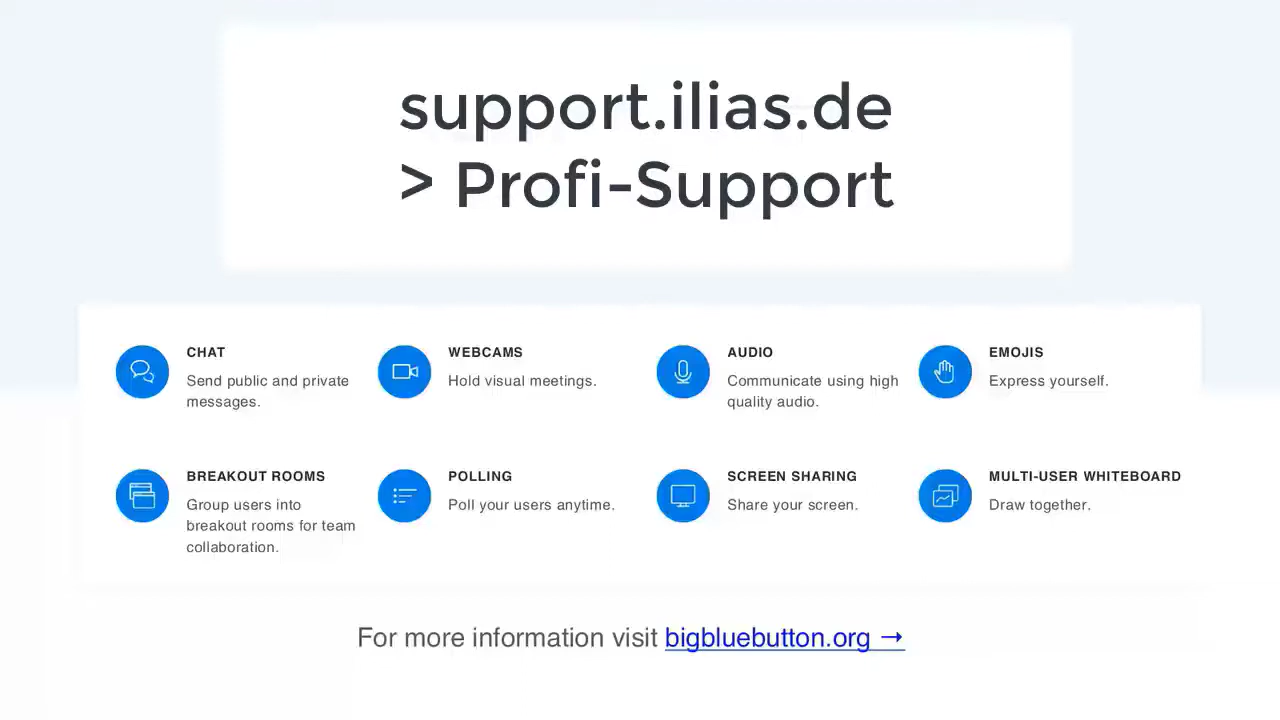 support.ilias.de
> Profi-Support
CHAT
Send public and private
messages.
WEBCAMS
Hold visual meetings.
AUDIO
Communicate using high
quality audio.
EMOJIS
Express yourself.
BREAKOUT ROOMS
Group users into
breakout rooms for team
collaboration.
POLLING
Poll your users anytime.
SCREEN SHARING
Share your screen.
MULTI-USER WHITEBOARD
Draw together.
For more information visit bigbluebutton.org →